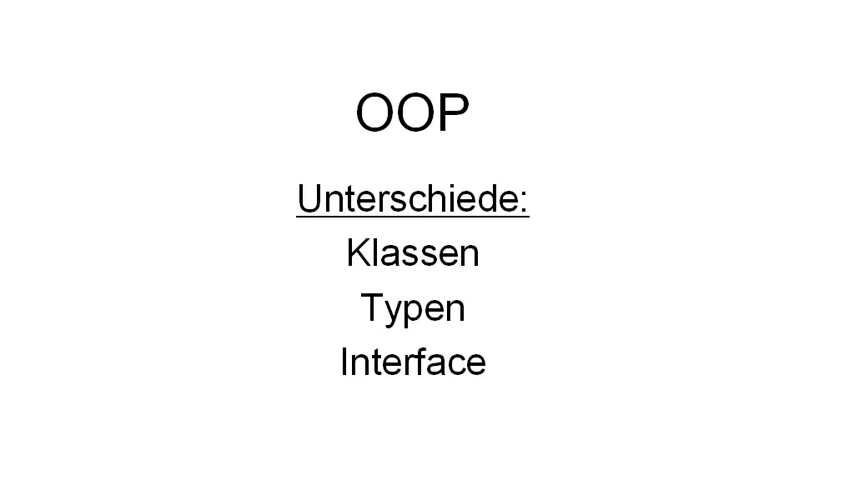 OOP
Unterschiede:
Klassen
Typen
Interface